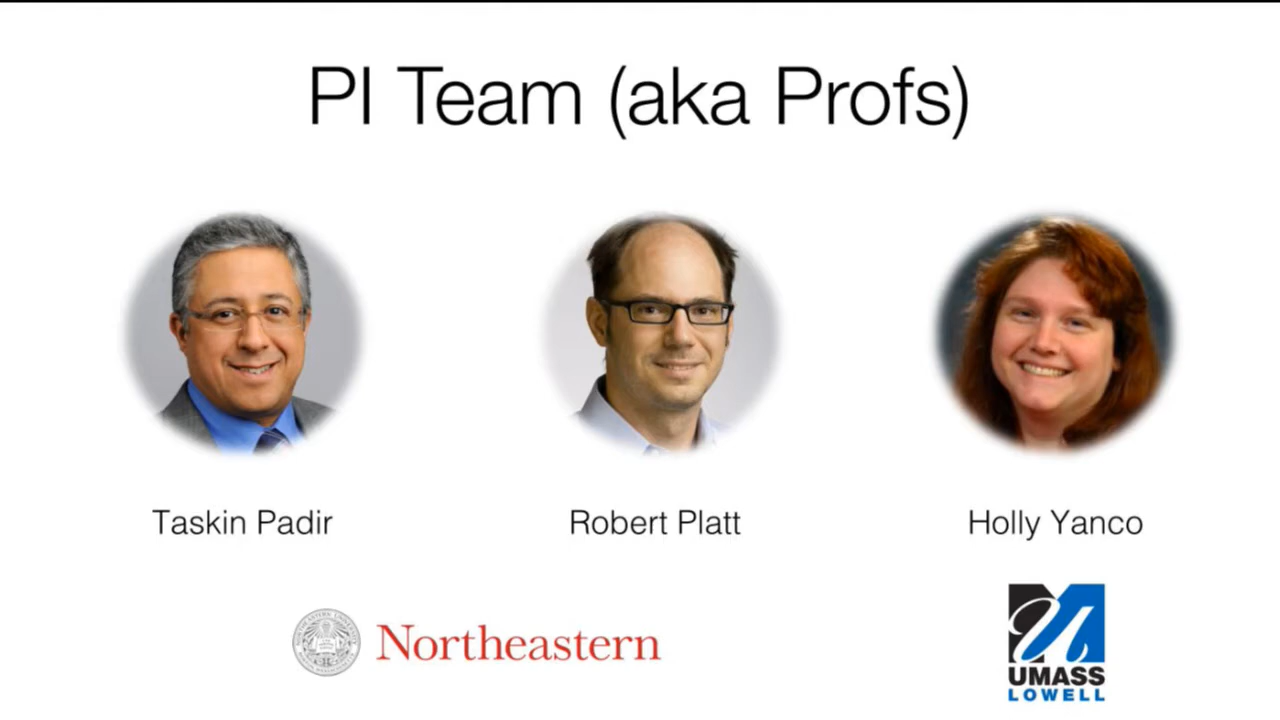 PI Team (aka Profs)
Taskin Padir
Robert Platt
Holly Yanco
Northeastern
UMASS
LOWELL